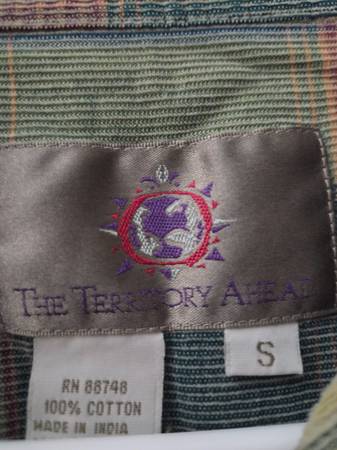 THE TERRITORY AHEAD
S
RN 88748
100% COTTON
MADE IN INDIA